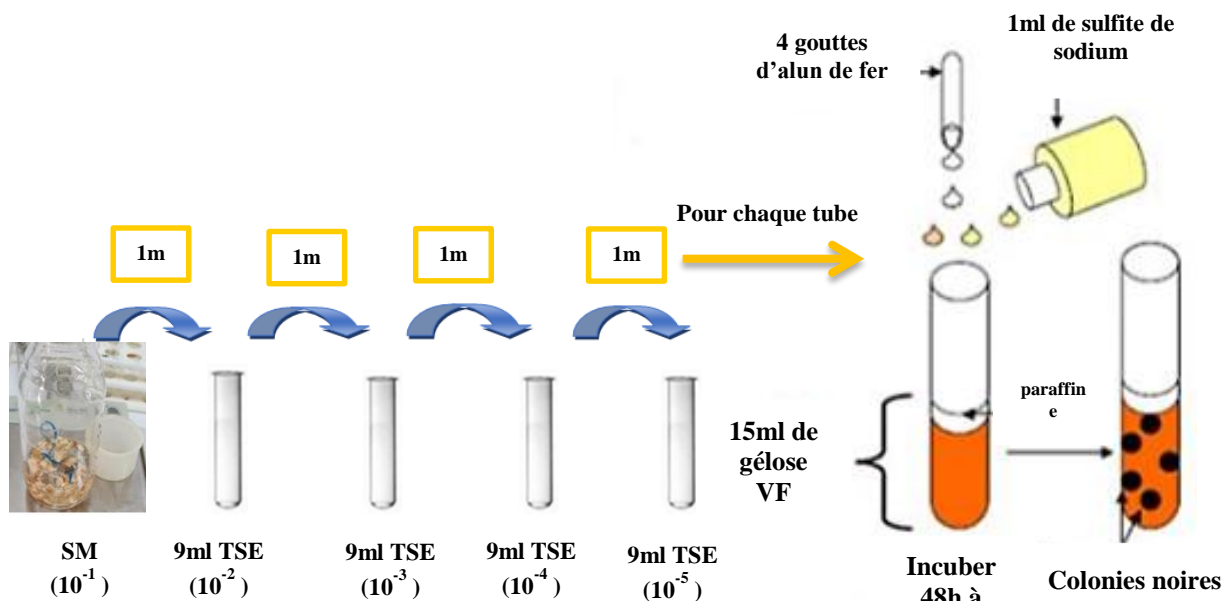 4 gouttes
d’alun de fer
1ml de sulfite de
sodium
Pour chaque tube
1m
1m
1m
1m
15ml de
gélose
VF
paraffin
e
SM
(10⁻¹ )
9ml TSE
(10⁻² )
9ml TSE
(10⁻³ )
9ml TSE
(10⁻⁴ )
9ml TSE
(10⁻⁵ )
Incuber
48h à
Colonies noires